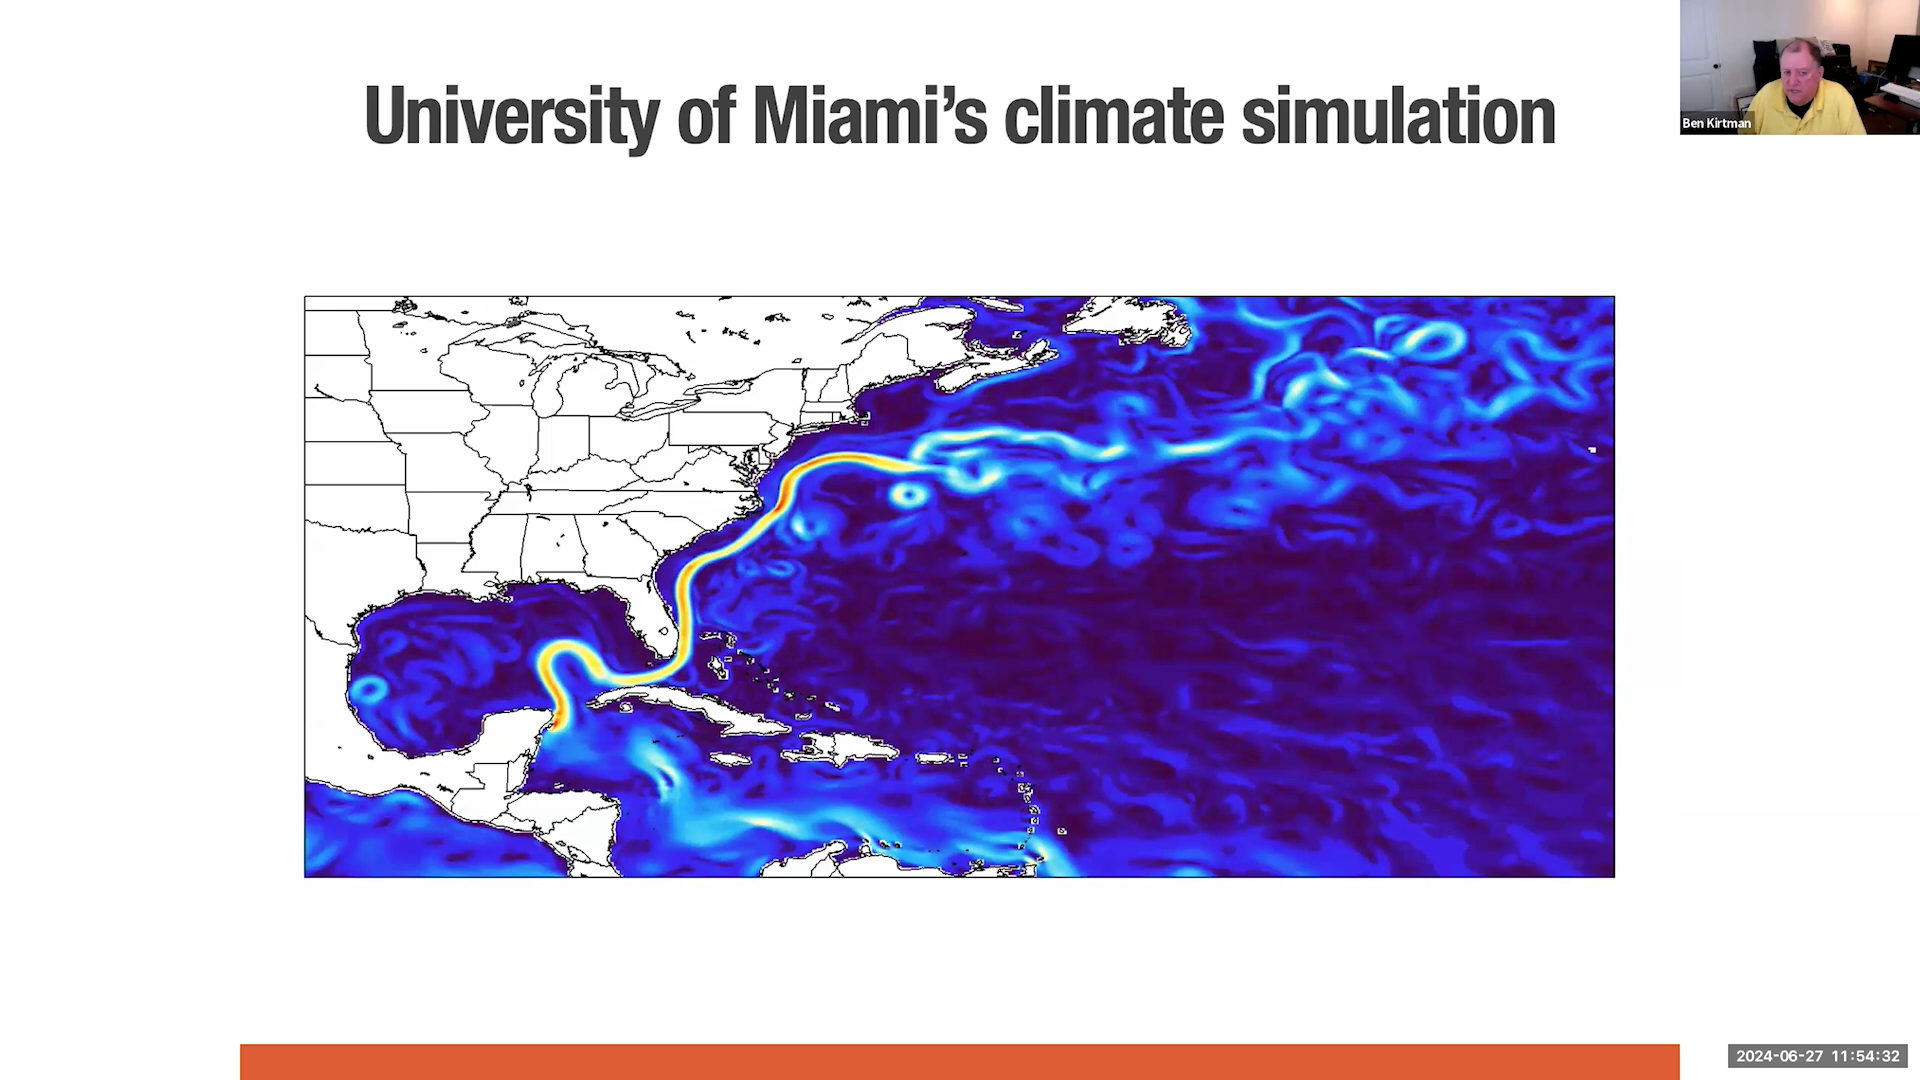 University of Miami’s climate simulation
Ben Kirtman
2024-06-27 11:54:32